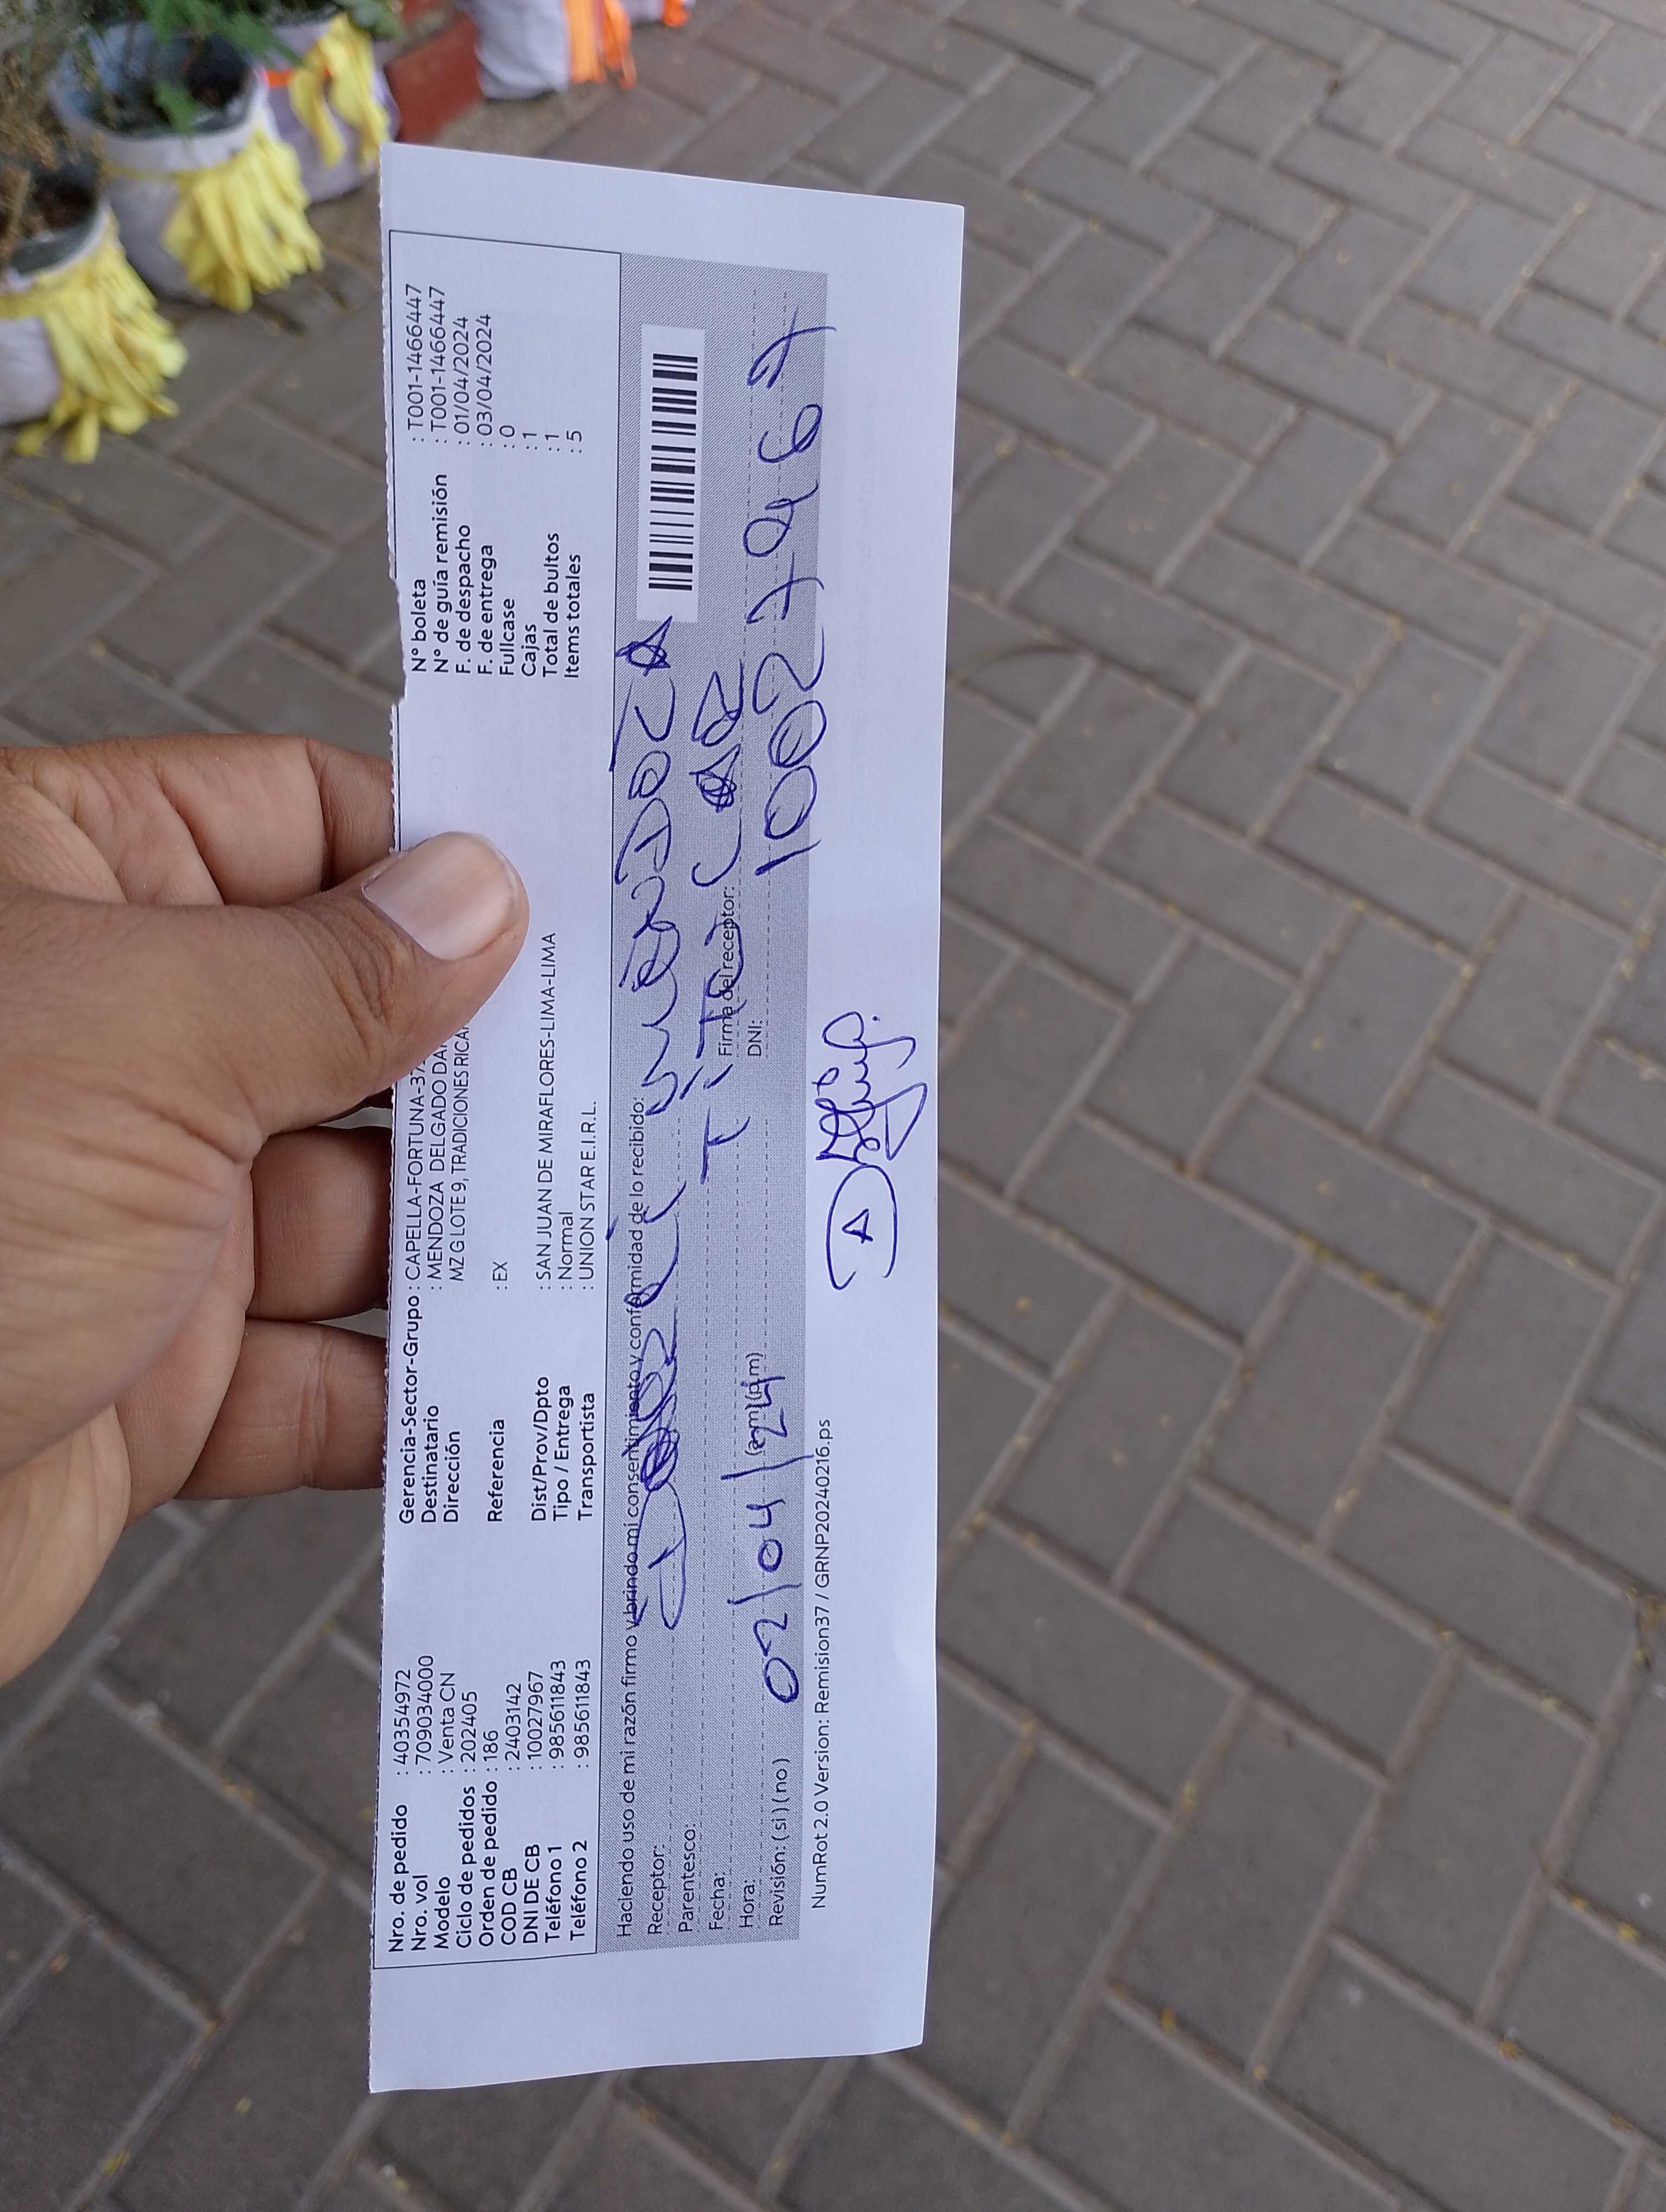 Nro. de pedido : 40354972
Nro. vol : 709034000
Modelo : Venta CN
Ciclo de pedidos : 202405
Orden de pedido : 186
COD CB : 2403142
DNI DE CB : 10027967
Teléfono 1 : 985611843
Teléfono 2 : 985611843
Gerencia-Sector-Grupo : CAPELLA-FORTUNA-37
Destinatario : MENDOZA DELGADO
Dirección MZ G LOTE 9, TRADICIONES
Referencia : EX
Dist/Prov/Dpto : SAN JUAN DE MIRAFLORES-LIMA-LIMA
Tipo / Entrega : Normal
Transportista : UNION STAR E.I.R.L.
N° boleta : T001-1466447
N° de guía remisión : T001-1466447
F. de despacho : 01/04/2024
F. de entrega : 03/04/2024
Fullcase : 0
Cajas : 1
Total de bultos : 1
Items totales : 5
Haciendo uso de mi razón firmo y brindo mi consentimiento y conformidad de lo recibido:
Receptor: MENDOZA
Parentesco: TiTULAR
Fecha: 02/04/24 Firma del receptor:
Hora: (am)(pm) DNI: 10027967
Revisión: (si) (no)
NumRot 2.0 Version: Remision37 / GRNP20240216.ps